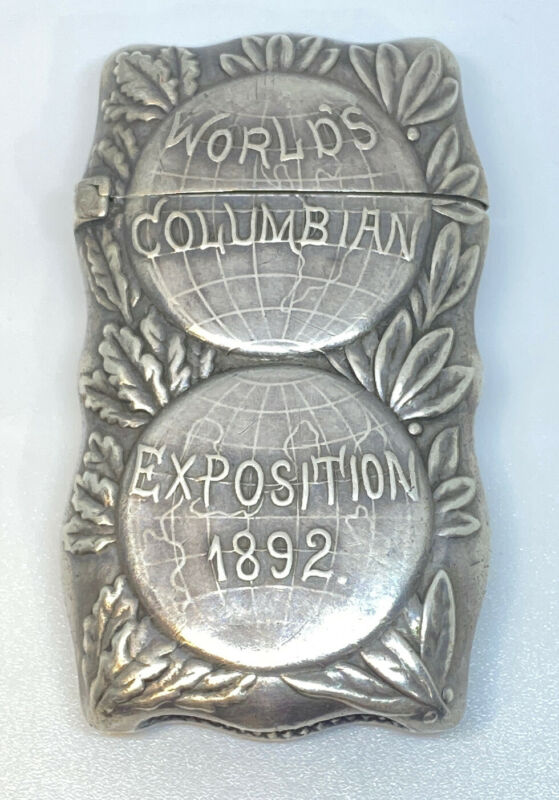 WORLD'S
COLUMBIAN
EXPOSITION
1892.